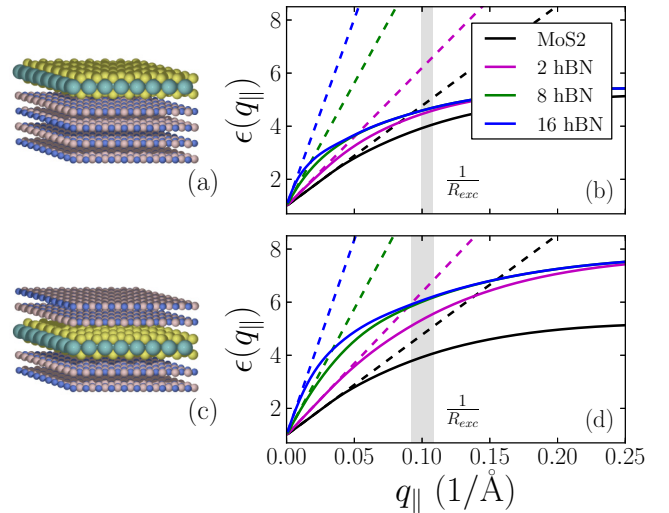 (a)
8
6
4
2
ϵ(q∥)
MoS2
2 hBN
8 hBN
16 hBN
1
R_exc
(b)
(c)
8
6
4
2
ϵ(q∥)
1
R_exc
(d)
0.00 0.05 0.10 0.15 0.20 0.25
q∥ (1/Å)